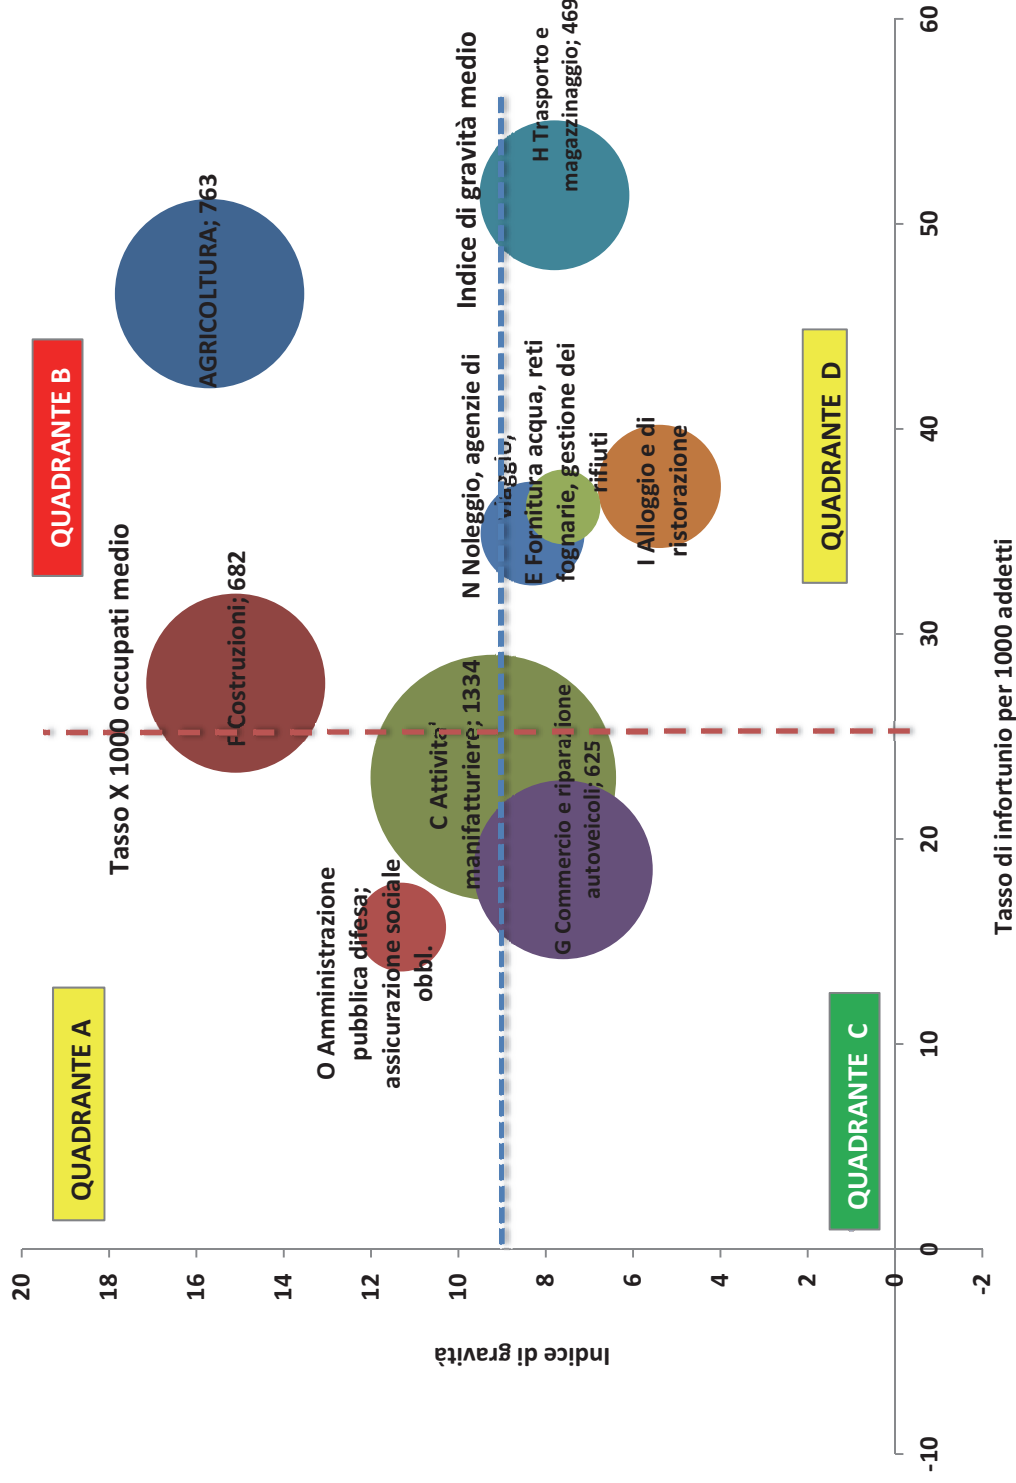 QUADRANTE A
QUADRANTE B
Tasso X 1000 occupati medio
AGRICOLTURA; 763
F Costruzioni; 682
O Amministrazione
pubblica difesa;
assicurazione sociale
obbl.
C Attivita'
manifatturiere; 1334
N Noleggio, agenzie di
viaggio,
Indice di gravità medio
H Trasporto e
magazzinaggio; 469
E Fornitura acqua, reti
fognarie, gestione dei
rifiuti
G Commercio e riparazione
autoveicoli; 625
I Alloggio e di
ristorazione
QUADRANTE C
QUADRANTE D
Indice di gravità
20
18
16
14
12
10
8
6
4
2
0
-2
-10
0
10
20
30
40
50
60
Tasso di infortunio per 1000 addetti